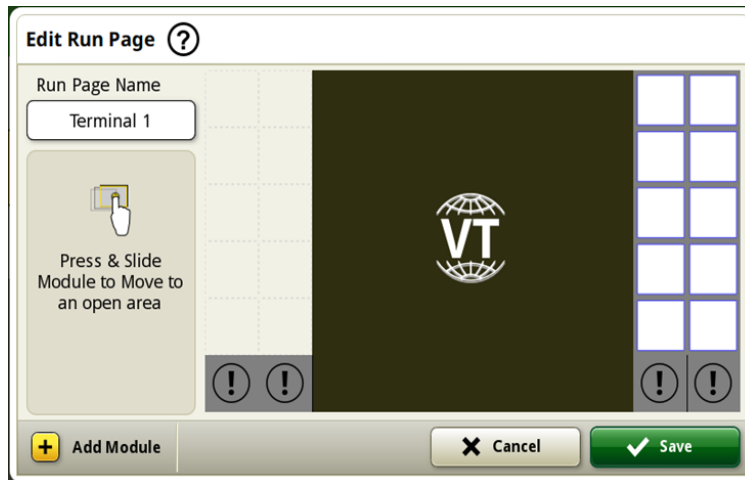 Edit Run Page ?
Run Page Name
Terminal 1
Press & Slide
Module to Move to
an open area
VT
! ! ! !
+ Add Module
Cancel
Save